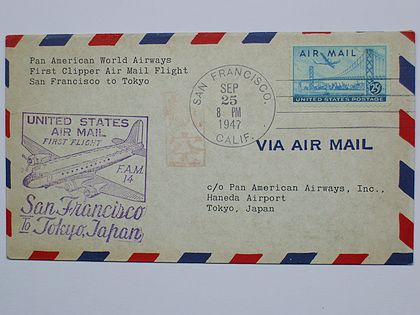 Pan American World Airways
First Clipper Air Mail Flight
San Francisco to Tokyo
SAN FRANCISCO,
SEP
25
8 PM
1947
CALIF.
AIR MAIL
25¢
UNITED STATES POSTAGE
UNITED STATES
AIR MAIL
FIRST FLIGHT
F.A.M.
14
San Francisco
To Tokyo, Japan
VIA AIR MAIL
c/o Pan American Airways, Inc.,
Haneda Airport
Tokyo, Japan